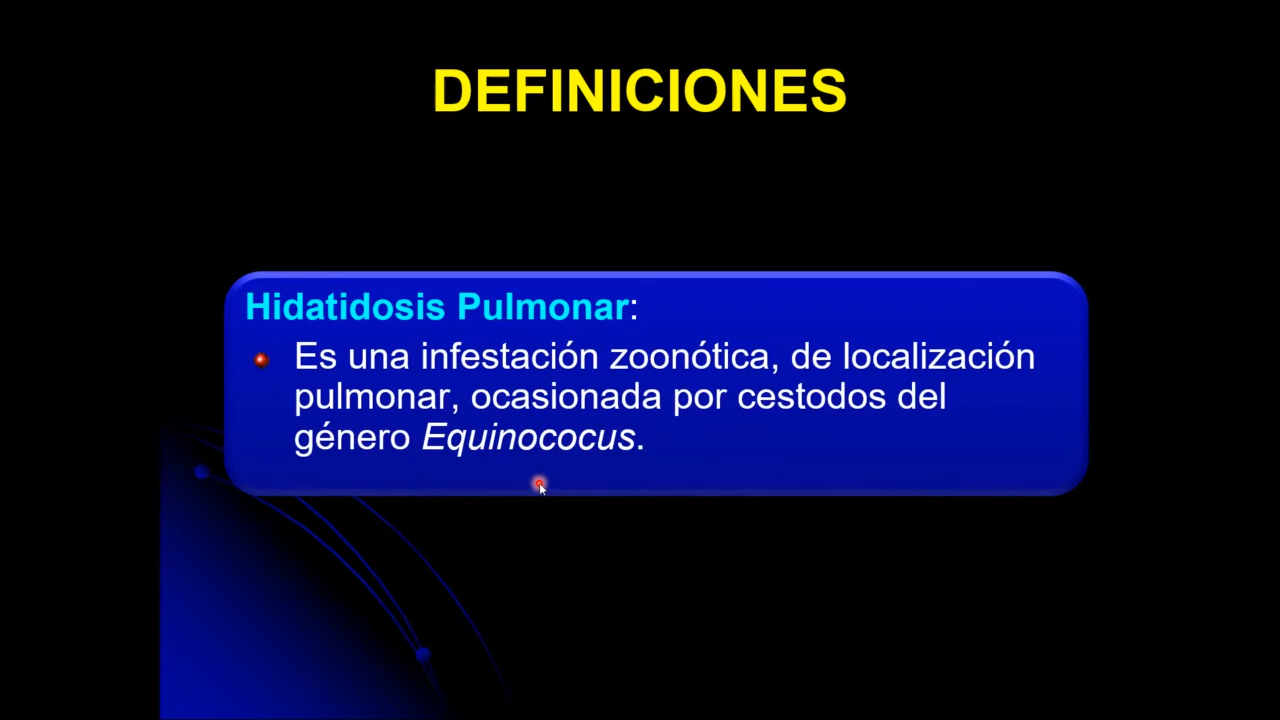 DEFINICIONES
Hidatidosis Pulmonar:
Es una infestación zoonótica, de localización
pulmonar, ocasionada por cestodos del
género Equinococus.